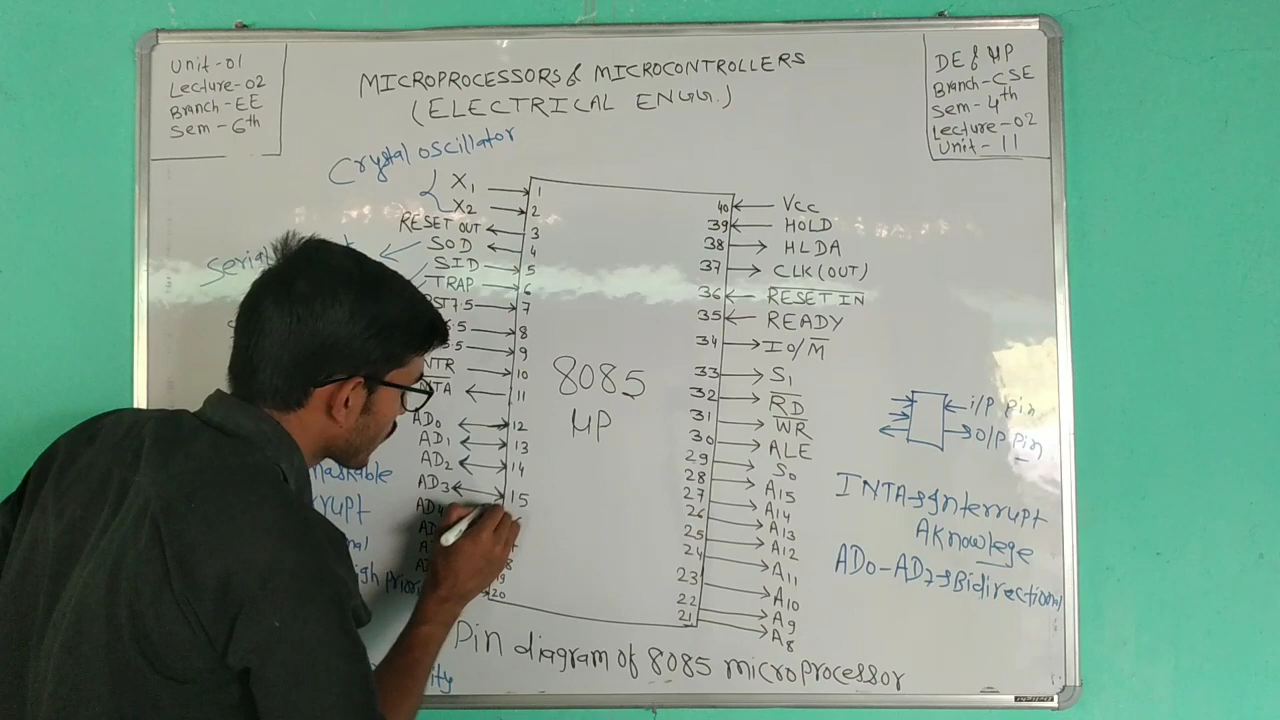 Unit-01
Lecture-02
Branch-EE
Sem-6th
MICROPROCESSORS & MICROCONTROLLERS
(ELECTRICAL ENGG.)
DE & μP
Branch-CSE
Sem-4th
Lecture-02
Unit-11
Crystal oscillator
X1 1
X2 2
RESET OUT 3
SOD 4
SID 5
TRAP 6
7
8
9
10
11
AD0 12
AD1 13
AD2 14
AD3 15
20
8085
μP
40 Vcc
39 HOLD
38 HLDA
37 CLK(OUT)
36 RESET IN
35 READY
34 IO/M
33 S1
32 RD
31 WR
30 ALE
29 S0
28 A15
27 A14
26 A13
25 A12
24 A11
23 A10
22 A9
21 A8
i/P pin
O/P pin
INTA→Interrupt
AKnowlege
AD0-AD7→Bidirectional
Pin diagram of 8085 microprocessor